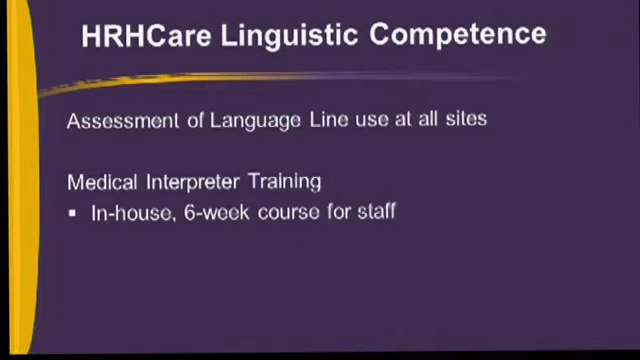 HRHCare Linguistic Competence
Assessment of Language Line use at all sites
Medical Interpreter Training
▪ In-house, 6-week course for staff